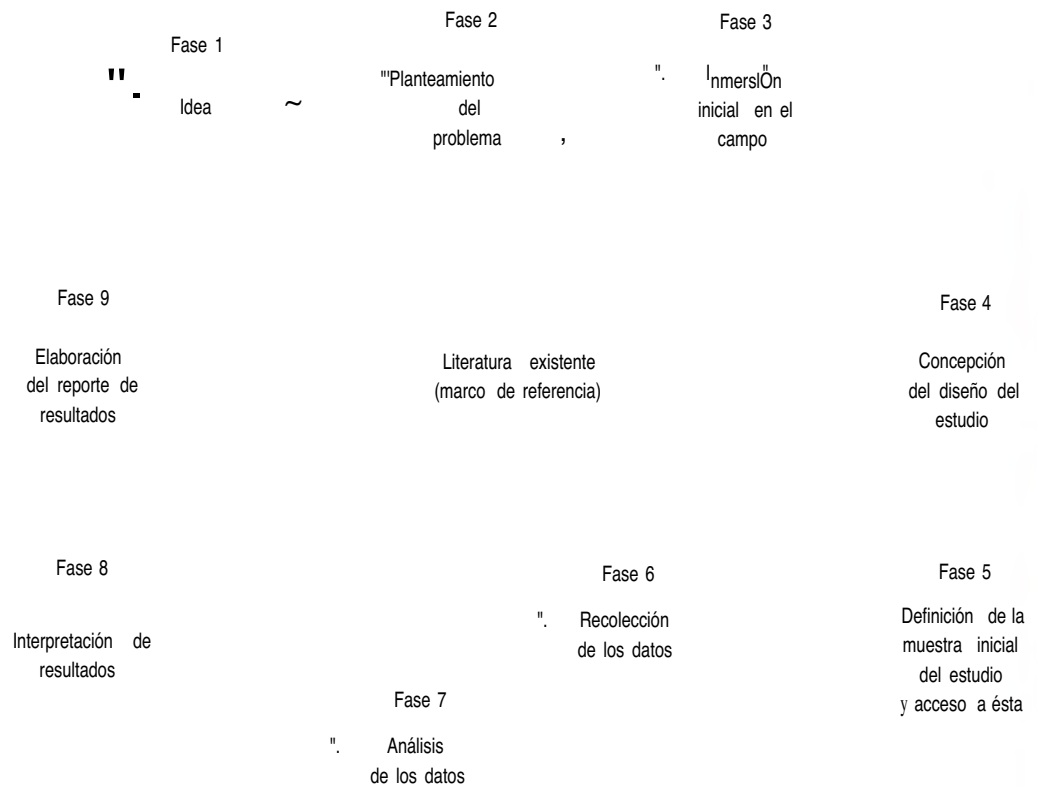 Fase 1
Idea
~
Fase 2
"'Planteamiento
del
problema
,
Fase 3
". Inmerslön
inicial en el
campo
Fase 9
Elaboración
del reporte de
resultados
Literatura existente
(marco de referencia)
Fase 4
Concepción
del diseño del
estudio
Fase 8
Interpretación de
resultados
Fase 7
". Análisis
de los datos
Fase 6
". Recolección
de los datos
Fase 5
Definición de la
muestra inicial
del estudio
y acceso a ésta